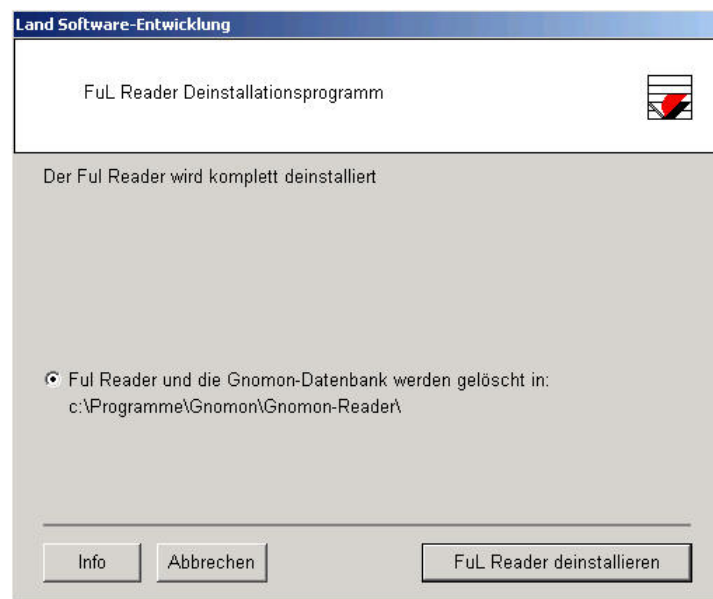 Land Software-Entwicklung
FuL Reader Deinstallationsprogramm
Der Ful Reader wird komplett deinstalliert
Ful Reader und die Gnomon-Datenbank werden gelöscht in:
c:\Programme\Gnomon\Gnomon-Reader\
Info
Abbrechen
FuL Reader deinstallieren